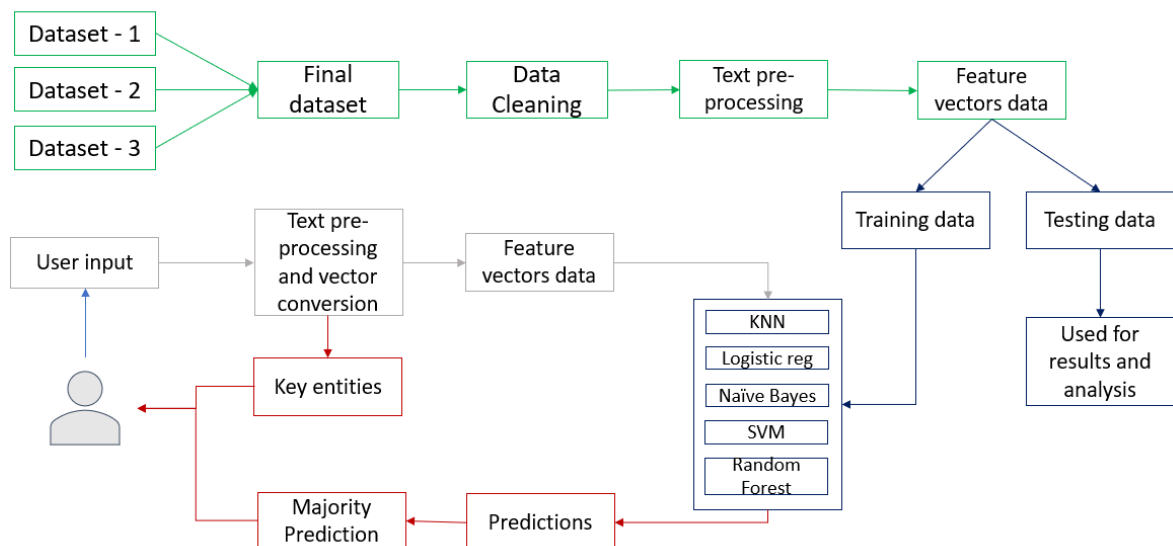 Dataset - 1
Dataset - 2
Dataset - 3
Final
dataset
Data
Cleaning
Text pre-
processing
Feature
vectors data
Training data
Testing data
Used for
results and
analysis
User input
Text pre-
processing
and vector
conversion
Feature
vectors data
KNN
Logistic reg
Naïve Bayes
SVM
Random
Forest
Key entities
Majority
Prediction
Predictions